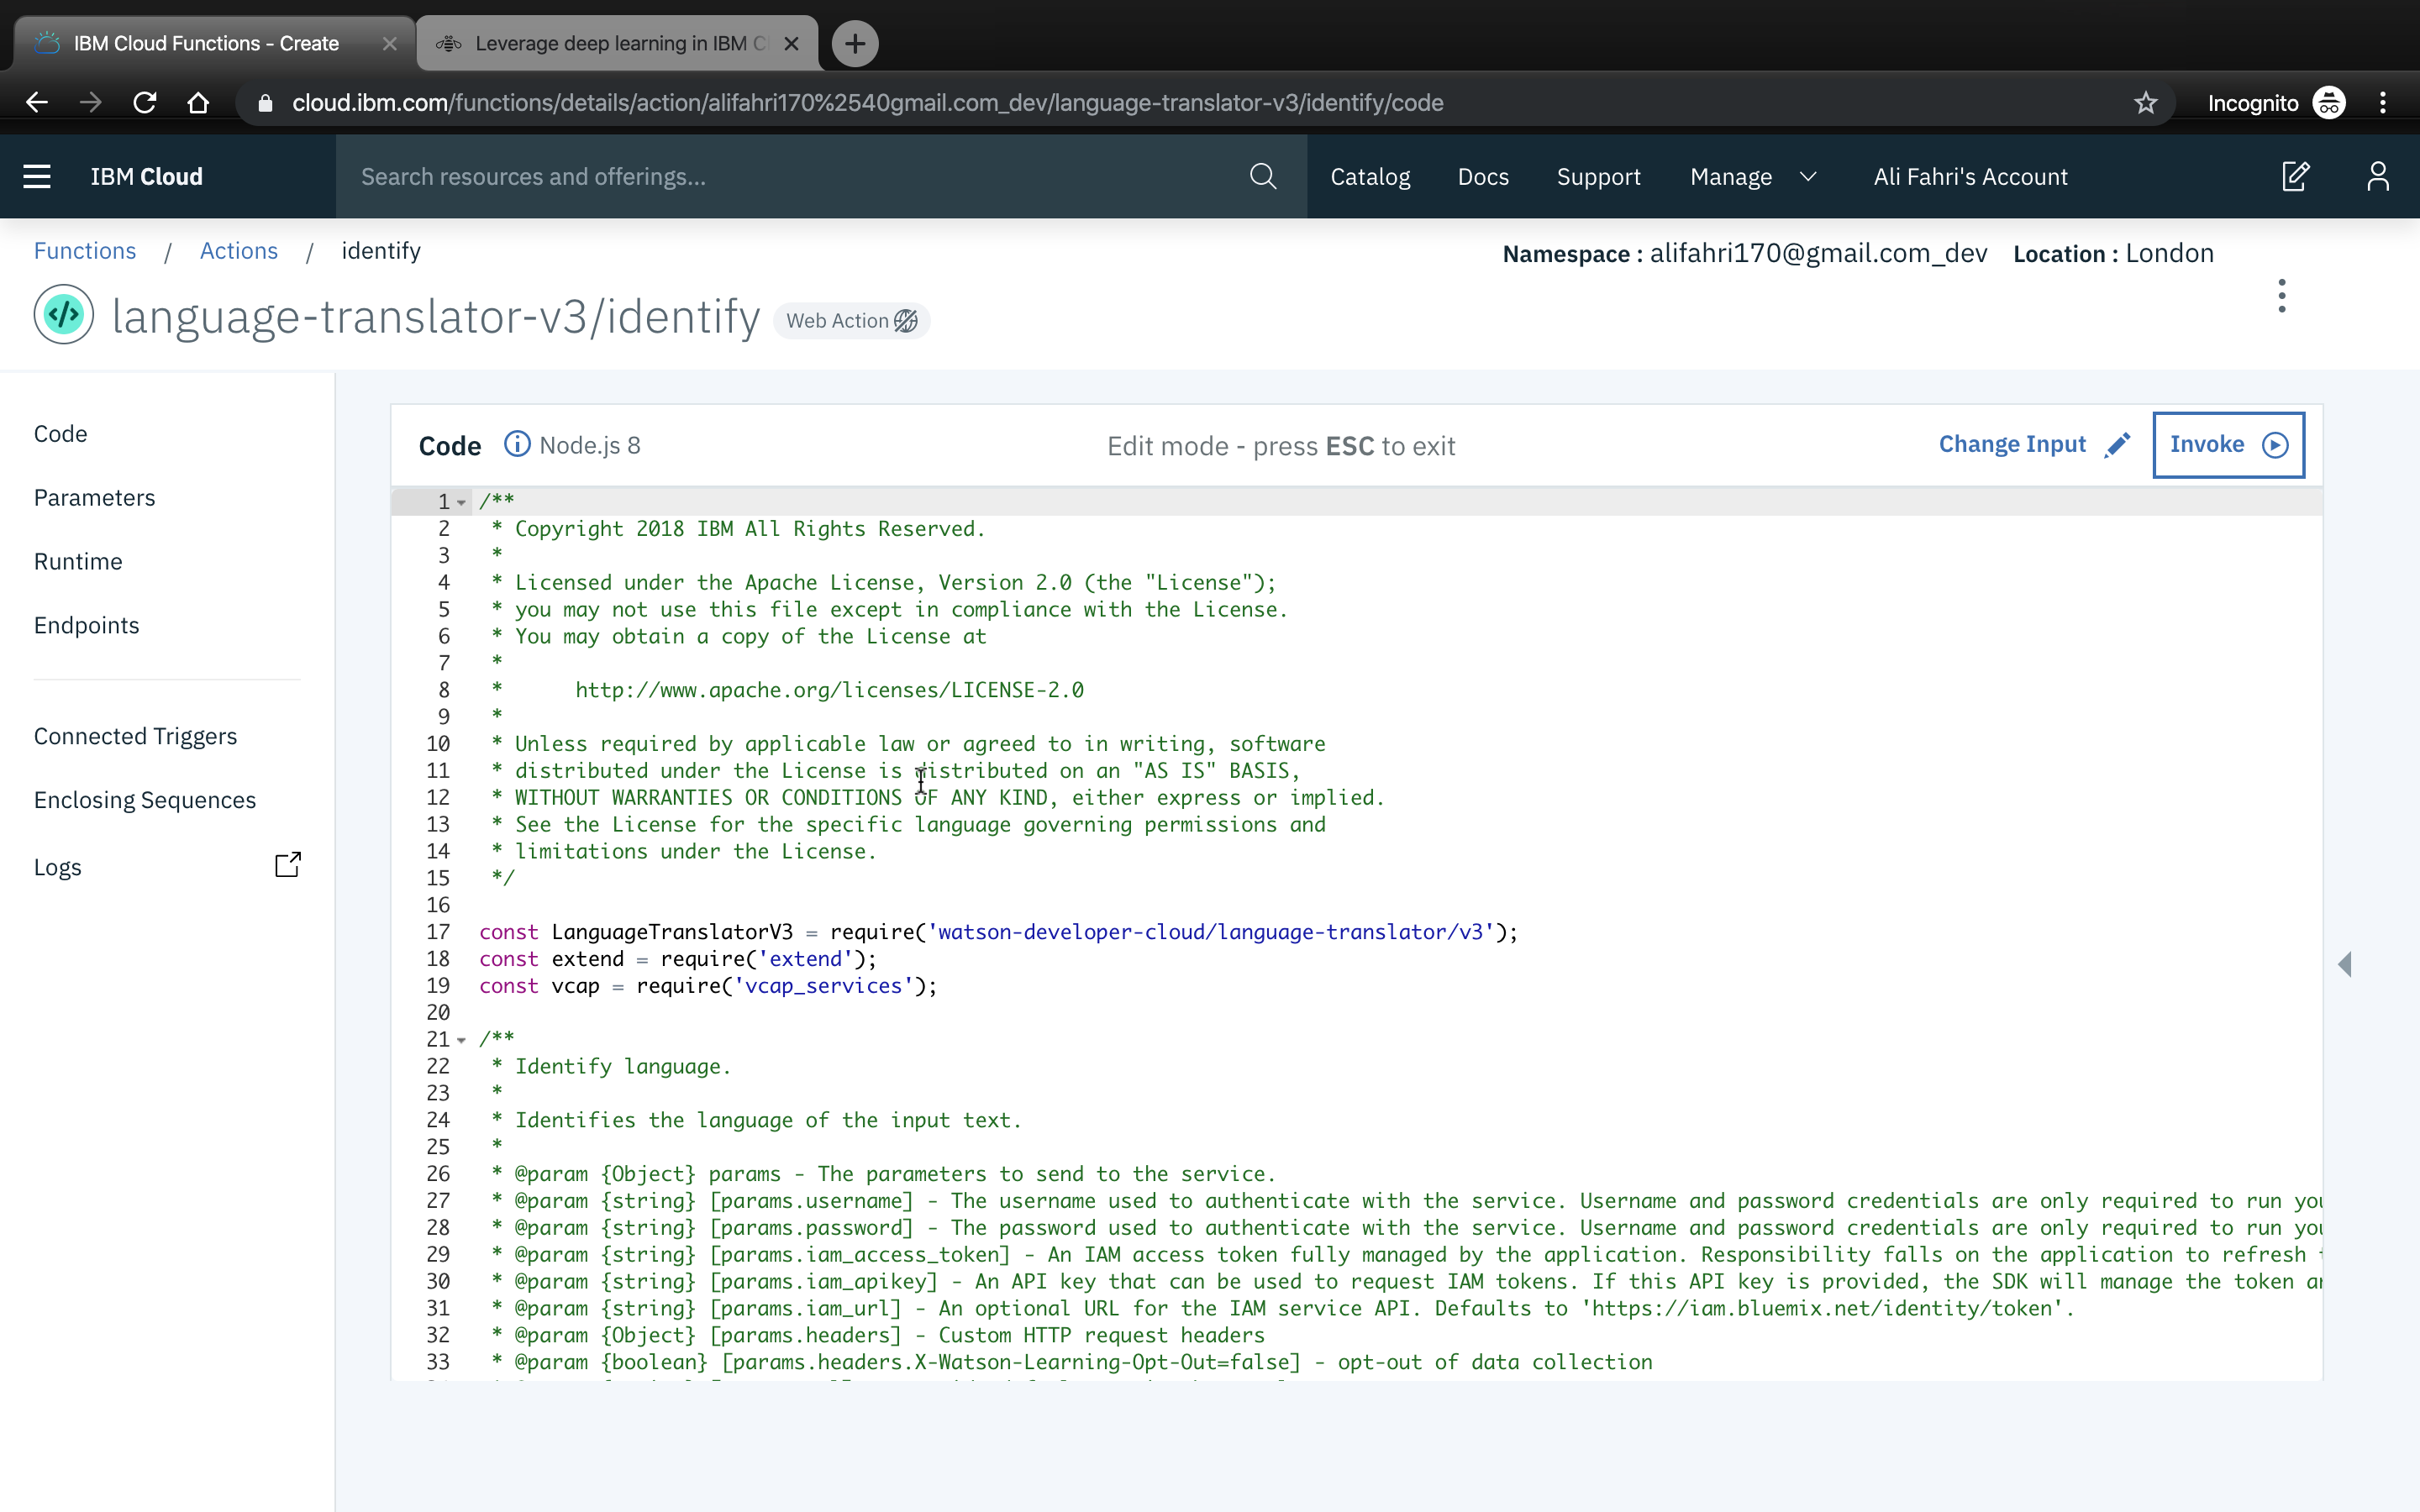 IBM Cloud Functions - Create
Leverage deep learning in IBM C
cloud.ibm.com/functions/details/action/alifahri170%2540gmail.com_dev/language-translator-v3/identify/code
Incognito
IBM Cloud
Search resources and offerings...
Catalog
Docs
Support
Manage
Ali Fahri's Account
Functions / Actions / identify
Namespace : alifahri170@gmail.com_dev Location : London
language-translator-v3/identify
Web Action
Code
Parameters
Runtime
Endpoints
Connected Triggers
Enclosing Sequences
Logs
Code
Node.js 8
Edit mode - press ESC to exit
Change Input
Invoke
1 /**
2 * Copyright 2018 IBM All Rights Reserved.
3 *
4 * Licensed under the Apache License, Version 2.0 (the "License");
5 * you may not use this file except in compliance with the License.
6 * You may obtain a copy of the License at
7 *
8 * http://www.apache.org/licenses/LICENSE-2.0
9 *
10 * Unless required by applicable law or agreed to in writing, software
11 * distributed under the License is distributed on an "AS IS" BASIS,
12 * WITHOUT WARRANTIES OR CONDITIONS OF ANY KIND, either express or implied.
13 * See the License for the specific language governing permissions and
14 * limitations under the License.
15 */
16
17 const LanguageTranslatorV3 = require('watson-developer-cloud/language-translator/v3');
18 const extend = require('extend');
19 const vcap = require('vcap_services');
20
21 /**
22 * Identify language.
23 *
24 * Identifies the language of the input text.
25 *
26 * @param {Object} params - The parameters to send to the service.
27 * @param {string} [params.username] - The username used to authenticate with the service. Username and password credentials are only required to run you
28 * @param {string} [params.password] - The password used to authenticate with the service. Username and password credentials are only required to run you
29 * @param {string} [params.iam_access_token] - An IAM access token fully managed by the application. Responsibility falls on the application to refresh
30 * @param {string} [params.iam_apikey] - An API key that can be used to request IAM tokens. If this API key is provided, the SDK will manage the token
31 * @param {string} [params.iam_url] - An optional URL for the IAM service API. Defaults to 'https://iam.bluemix.net/identity/token'.
32 * @param {Object} [params.headers] - Custom HTTP request headers
33 * @param {boolean} [params.headers.X-Watson-Learning-Opt-Out=false] - opt-out of data collection